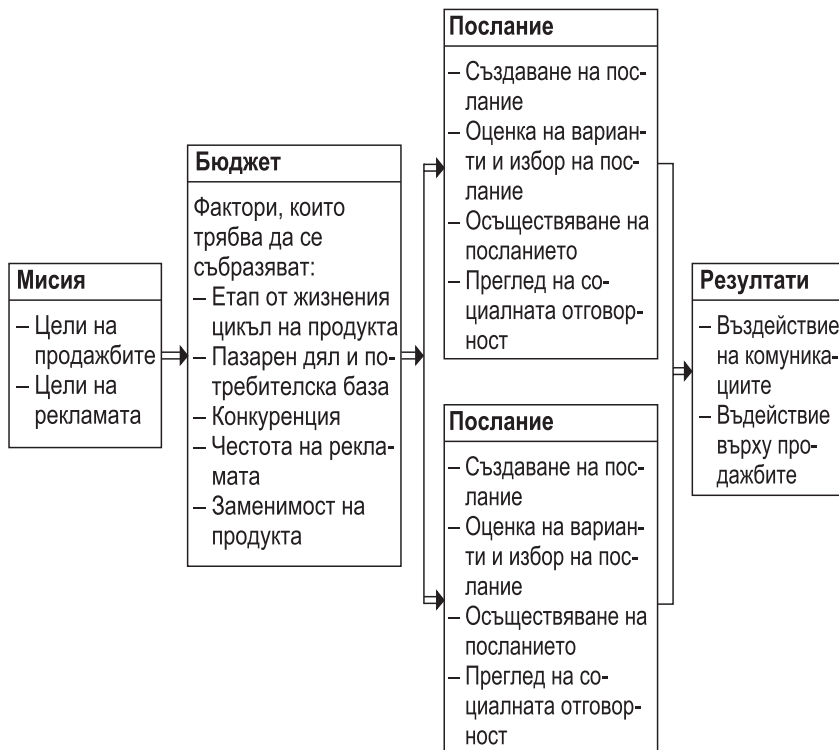 Мисия
– Цели на
продажбите
– Цели на
рекламата
Бюджет
Фактори, които
трябва да се
събразяват:
– Етап от жизнения
цикъл на продукта
– Пазарен дял и по-
требителска база
– Конкуренция
– Честота на рекла-
мата
– Заменимост на
продукта
Послание
– Създаване на пос-
лание
– Оценка на вариан-
ти и избор на пос-
лание
– Осъществяване на
посланието
– Преглед на со-
циалната отговор-
ност
Послание
– Създаване на пос-
лание
– Оценка на вариан-
ти и избор на пос-
лание
– Осъществяване на
посланието
– Преглед на со-
циалната отговор-
ност
Резултати
– Въздействие
на комуника-
циите
– Въдействие
върху про-
дажбите